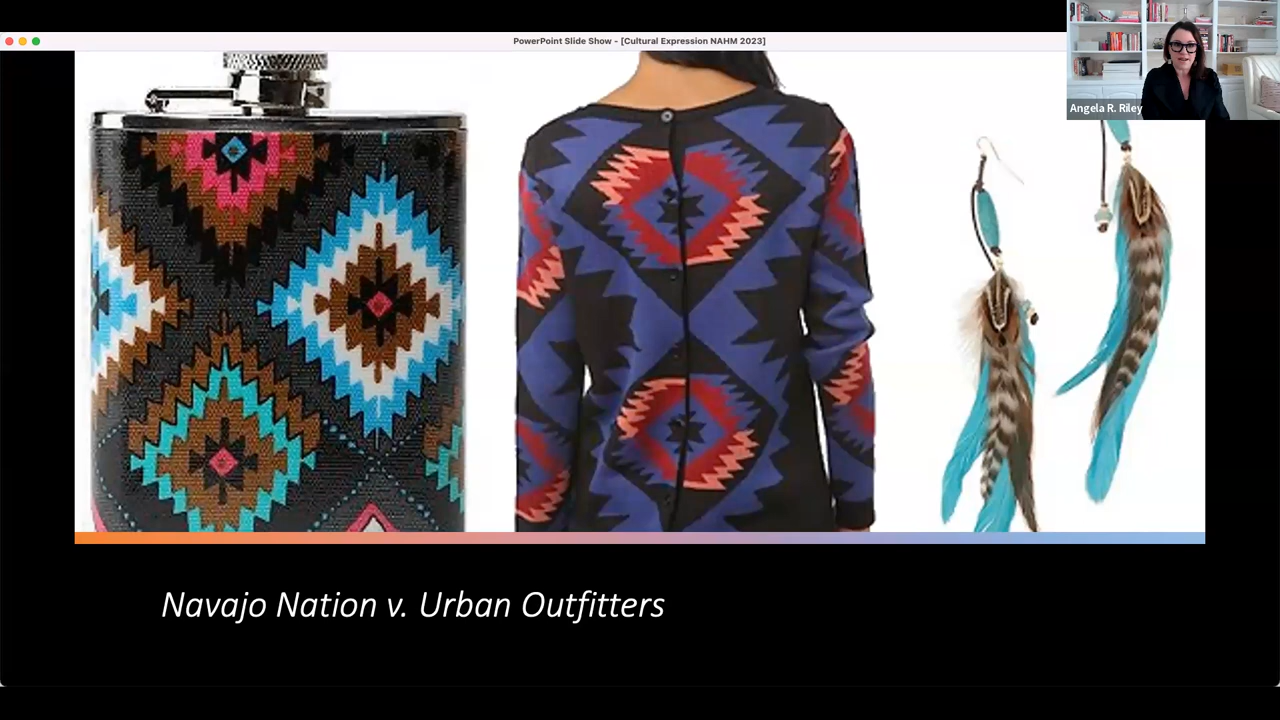 PowerPoint Slide Show - [Cultural Expression NAHM 2023]
Angela R. Riley
Navajo Nation v. Urban Outfitters